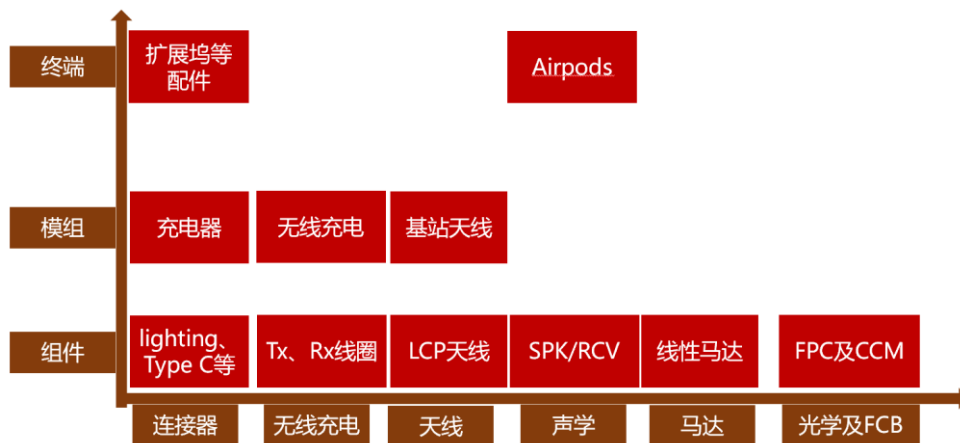 终端
扩展坞等
配件
Airpods
模组
充电器
无线充电
基站天线
组件
lighting、
Type C等
Tx、Rx线圈
LCP天线
SPK/RCV
线性马达
FPC及CCM
连接器
无线充电
天线
声学
马达
光学及FCB